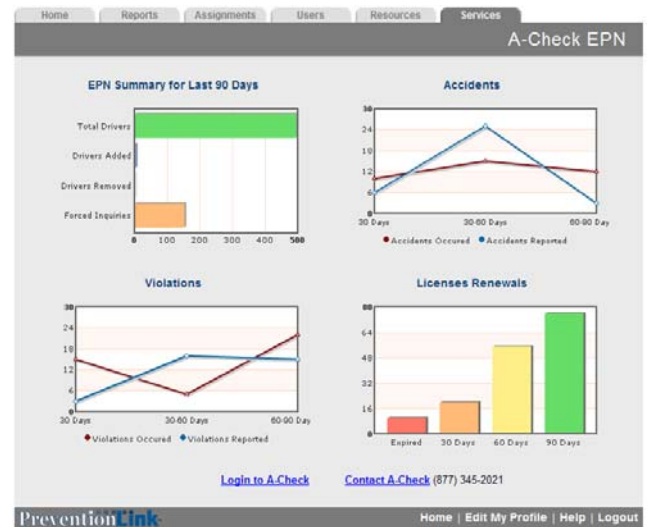 Home Reports Assignments Users Resources Services
A-Check EPN
EPN Summary for Last 90 Days
Total Drivers
Drivers Added
Drivers Removed
Forced Inquiries
0 100 200 300 400 500
Accidents
30
24
18
12
6
0
30 Days 30-60 Days 60-90 Day
Accidents Occured Accidents Reported
Violations
30
24
18
12
6
0
30 Days 30-60 Days 60-90 Day
Violations Occured Violations Reported
Licenses Renewals
80
64
48
32
16
0
Expired 30 Days 60 Days 90 Days
Login to A-Check Contact A-Check (877) 345-2021
PreventionLink Home | Edit My Profile | Help | Logout